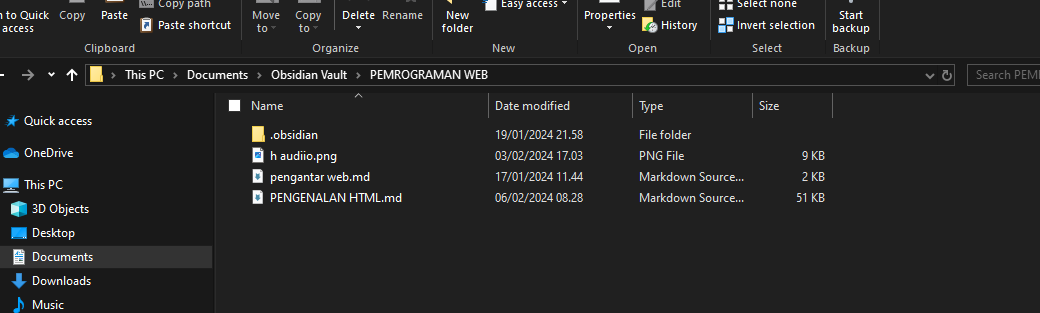 n to Quick access
Copy
Paste
Copy path
Paste shortcut
Clipboard
Move to
Copy to
Delete
Rename
Organize
New folder
Easy access
New
Properties
Edit
Open
History
Open
Select none
Invert selection
Select
Start backup
Backup
This PC > Documents > Obsidian Vault > PEMROGRAMAN WEB
Search PEM
Name Date modified Type Size
.obsidian 19/01/2024 21.58 File folder
h audiio.png 03/02/2024 17.03 PNG File 9 KB
pengantar web.md 17/01/2024 11.44 Markdown Source... 2 KB
PENGENALAN HTML.md 06/02/2024 08.28 Markdown Source... 51 KB
Quick access
OneDrive
This PC
3D Objects
Desktop
Documents
Downloads
Music